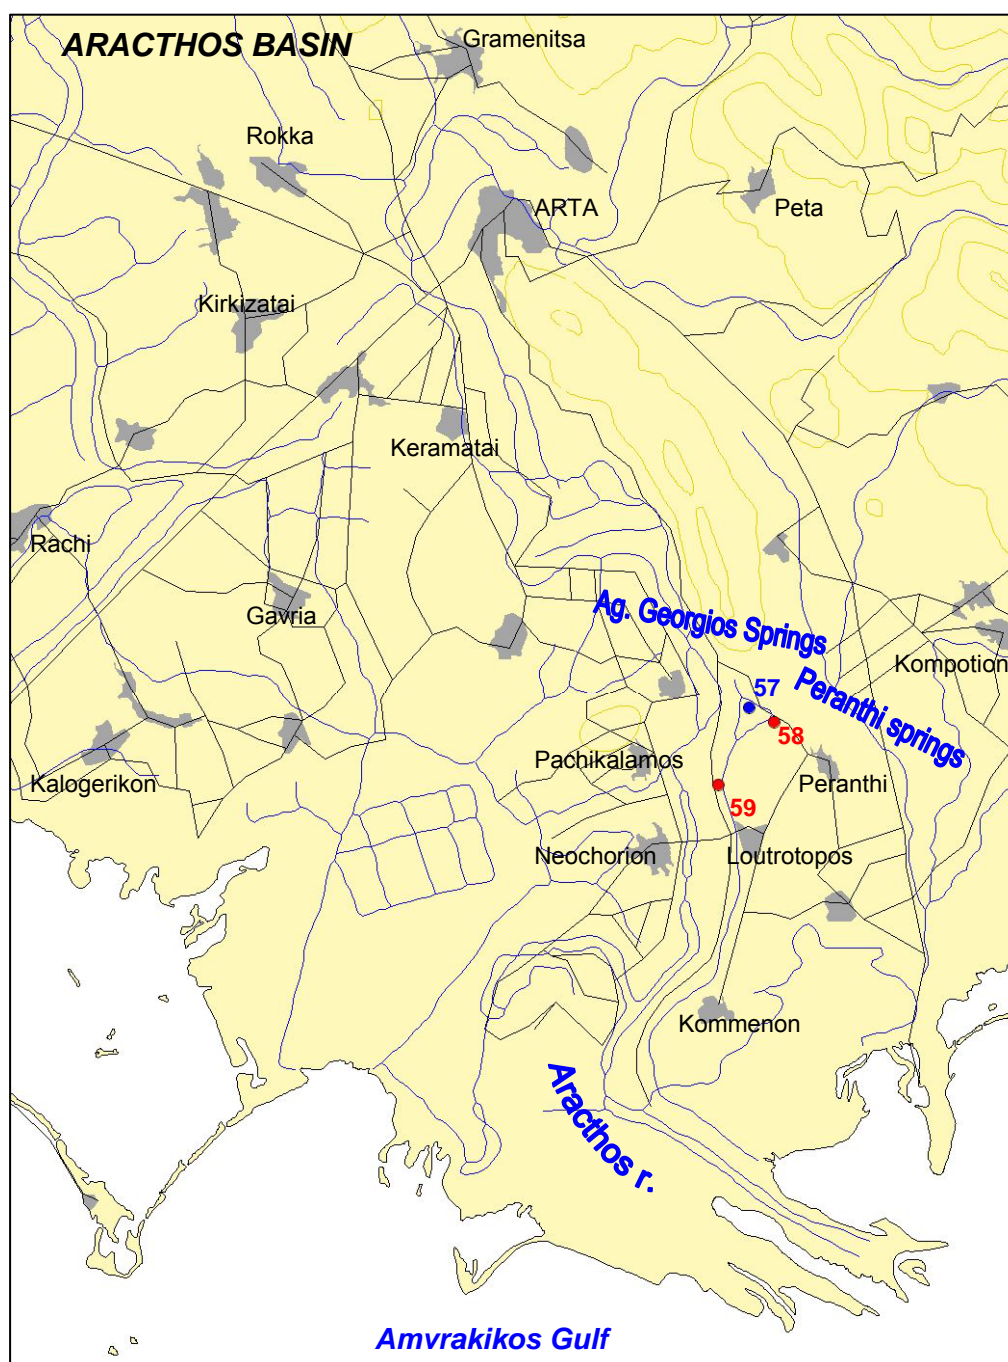 ARACTHOS BASIN
Gramenitsa
Rokka
ARTA
Peta
Kirkizatai
Keramatai
Rachi
Gavria
Ag. Georgios Springs
Kompotion
57
Peranthi springs
58
Pachikalamos
Kalogerikon
Peranthi
59
Neochorion
Loutrotopos
Kommenon
Aracthos r.
Amvrakikos Gulf